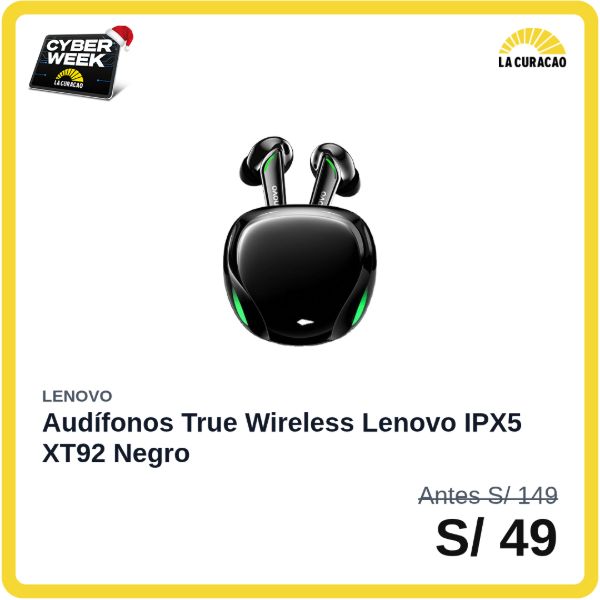 CYBER
WEEK
LA CURACAO
LA CURACAO
LENOVO
Audífonos True Wireless Lenovo IPX5
XT92 Negro
Antes S/ 149
S/ 49